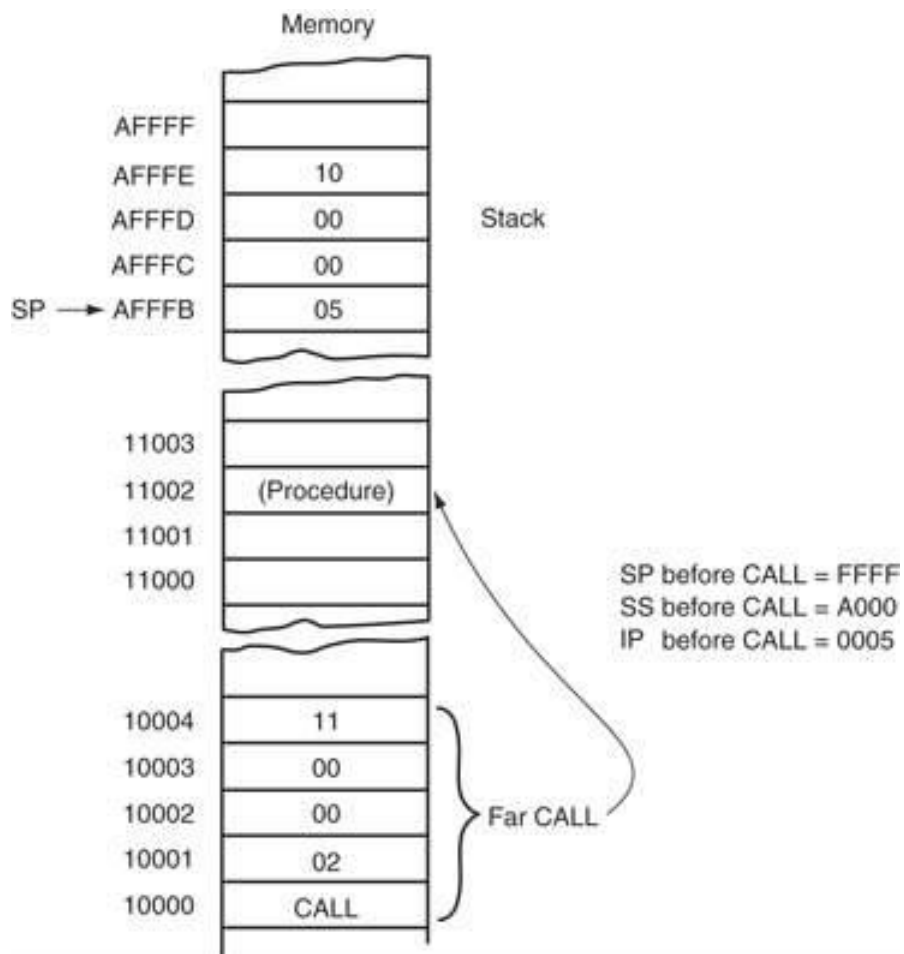 Memory
AFFFF
AFFFE 10
AFFFD 00 Stack
AFFFC 00
SP AFFFB 05
11003
11002 (Procedure)
11001
11000
SP before CALL = FFFF
SS before CALL = A000
IP before CALL = 0005
10004 11
10003 00
10002 00
Far CALL
10001 02
10000 CALL